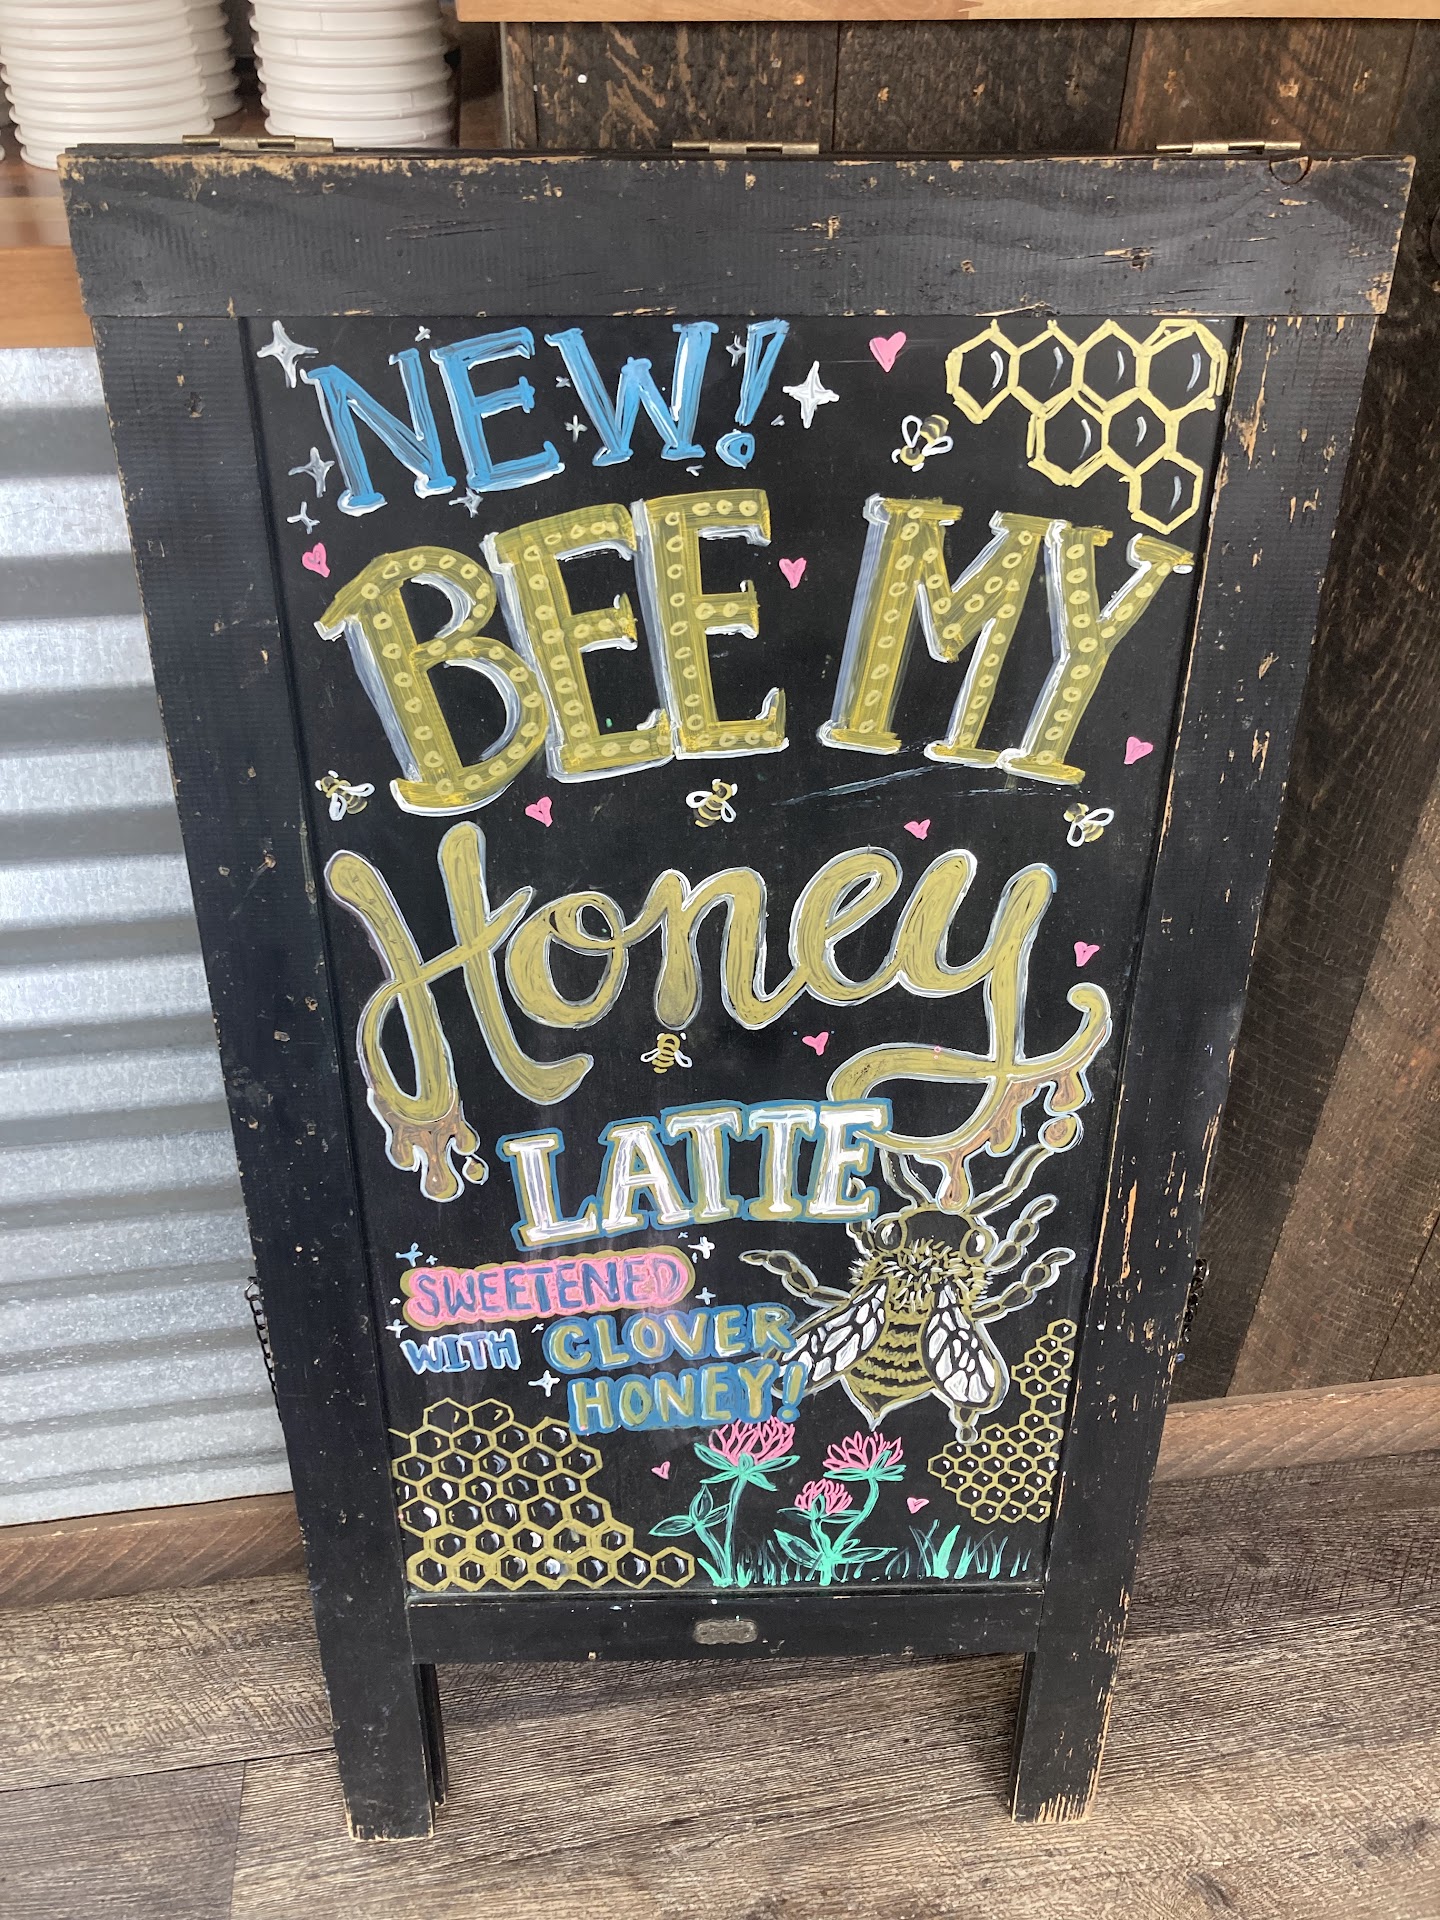 NEW!
BEE MY
Honey
LATTE
SWEETENED
WITH CLOVER
HONEY!